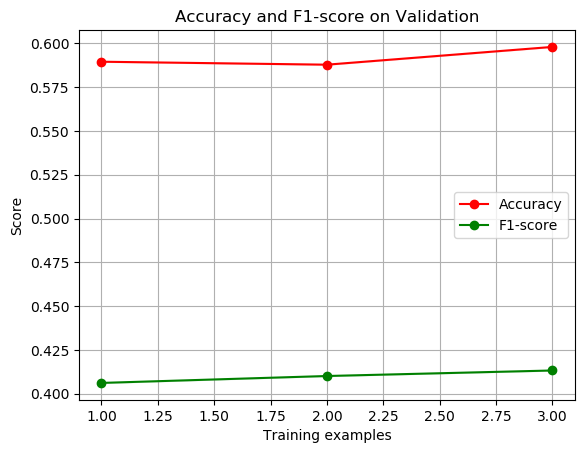 Accuracy and F1-score on Validation
0.600
0.575
0.550
0.525
0.500
0.475
0.450
0.425
0.400
Score
Accuracy
F1-score
1.00 1.25 1.50 1.75 2.00 2.25 2.50 2.75 3.00
Training examples